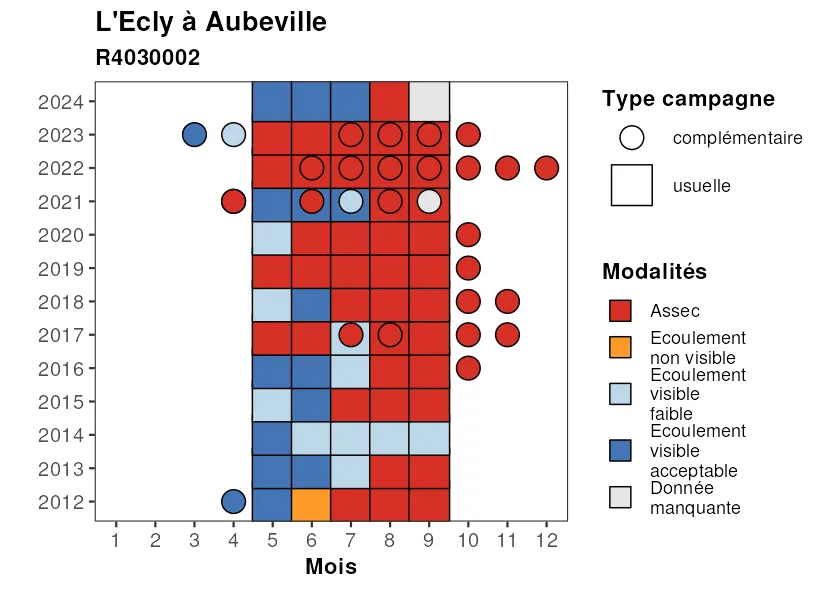 L'Ecly à Aubeville
R4030002
2024
2023
2022
2021
2020
2019
2018
2017
2016
2015
2014
2013
2012
1 2 3 4 5 6 7 8 9 10 11 12
Mois
Type campagne
complémentaire
usuelle
Modalités
Assec
Ecoulement
non visible
Ecoulement
visible
faible
Ecoulement
visible
acceptable
Donnée
manquante